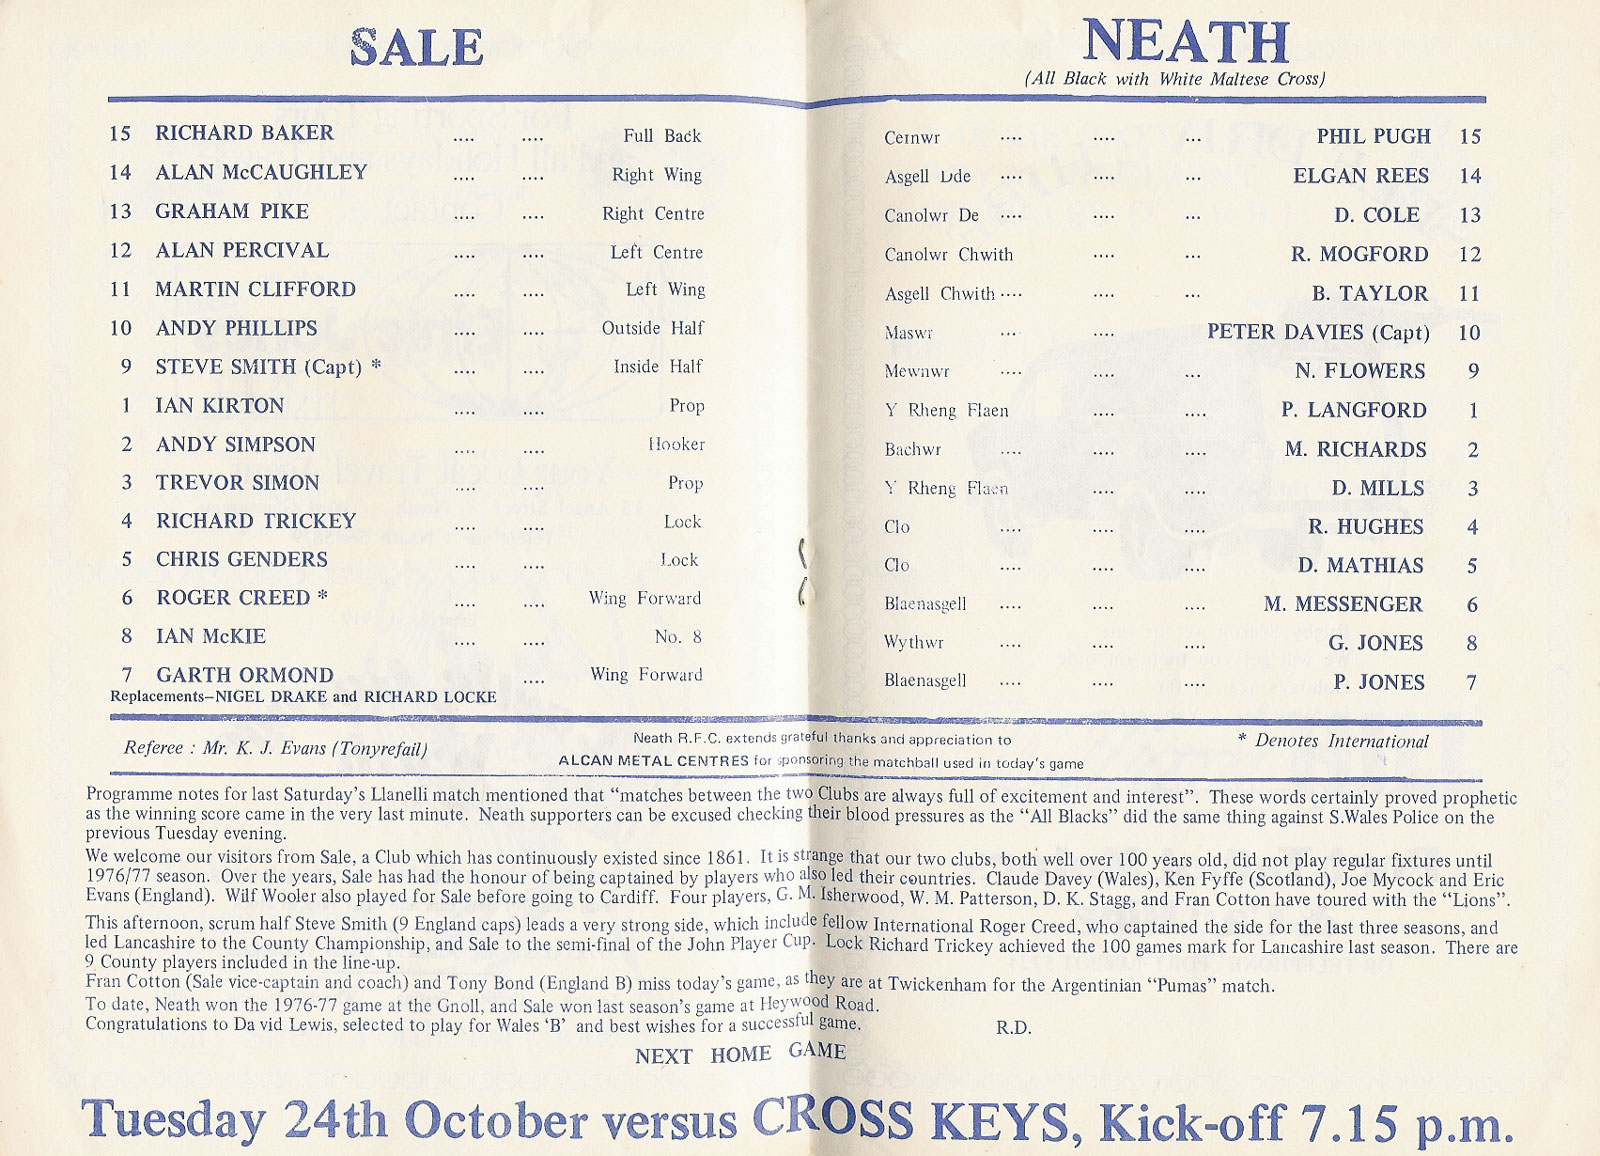 SALE
15 RICHARD BAKER .... .... Full Back
14 ALAN McCAUGHLEY .... .... Right Wing
13 GRAHAM PIKE .... .... Right Centre
12 ALAN PERCIVAL .... .... Left Centre
11 MARTIN CLIFFORD .... .... Left Wing
10 ANDY PHILLIPS .... .... Outside Half
9 STEVE SMITH (Capt) * .... .... Inside Half
1 IAN KIRTON .... .... Prop
2 ANDY SIMPSON .... .... Hooker
3 TREVOR SIMON .... .... Prop
4 RICHARD TRICKEY .... .... Lock
5 CHRIS GENDERS .... .... Lock
6 ROGER CREED * .... .... Wing Forward
8 IAN McKIE .... .... No. 8
7 GARTH ORMOND .... Wing Forward
Replacements—NIGEL DRAKE and RICHARD LOCKE
NEATH
(All Black with White Maltese Cross)
Cefnwr .... .... ... PHIL PUGH 15
Asgell Dde .... .... ... ELGAN REES 14
Canolwr De .... .... ... D. COLE 13
Canolwr Chwith .... ... R. MOGFORD 12
Asgell Chwith .... .... ... B. TAYLOR 11
Maswr ... .... PETER DAVIES (Capt) 10
Mewnwr .... .... ... N. FLOWERS 9
Y Rheng Flaen .... .... P. LANGFORD 1
Bachwr .... .... .... M. RICHARDS 2
Y Rheng Flaen .... .... D. MILLS 3
Clo .... .... .... R. HUGHES 4
Clo .... .... .... D. MATHIAS 5
Blaenasgell .... .... .... M. MESSENGER 6
Wythwr .... .... .... G. JONES 8
Blaenasgell .... .... .... P. JONES 7
Referee : Mr. K. J. Evans (Tonyrefail)
Neath R.F.C. extends grateful thanks and appreciation to
ALCAN METAL CENTRES for sponsoring the matchball used in today's game
* Denotes International
Programme notes for last Saturday's Llanelli match mentioned that "matches between the two Clubs are always full of excitement and interest". These words certainly proved prophetic
as the winning score came in the very last minute. Neath supporters can be excused checking their blood pressures as the "All Blacks" did the same thing against S.Wales Police on the
previous Tuesday evening.
We welcome our visitors from Sale, a Club which has continuously existed since 1861. It is strange that our two clubs, both well over 100 years old, did not play regular fixtures until
1976/77 season. Over the years, Sale has had the honour of being captained by players who also led their countries. Claude Davey (Wales), Ken Fyffe (Scotland), Joe Mycock and Eric
Evans (England). Wilf Wooler also played for Sale before going to Cardiff. Four players, G. M. Isherwood, W. M. Patterson, D. K. Stagg, and Fran Cotton have toured with the "Lions".
This afternoon, scrum half Steve Smith (9 England caps) leads a very strong side, which include fellow International Roger Creed, who captained the side for the last three seasons, and
led Lancashire to the County Championship, and Sale to the semi-final of the John Player Cup. Lock Richard Trickey achieved the 100 games mark for Lancashire last season. There are
9 County players included in the line-up.
Fran Cotton (Sale vice-captain and coach) and Tony Bond (England B) miss today's game, as they are at Twickenham for the Argentinian "Pumas" match.
To date, Neath won the 1976-77 game at the Gnoll, and Sale won last season's game at Heywood Road.
Congratulations to Da vid Lewis, selected to play for Wales 'B' and best wishes for a successful game. R.D.
NEXT HOME GAME
Tuesday 24th October versus CROSS KEYS, Kick-off 7.15 p.m.